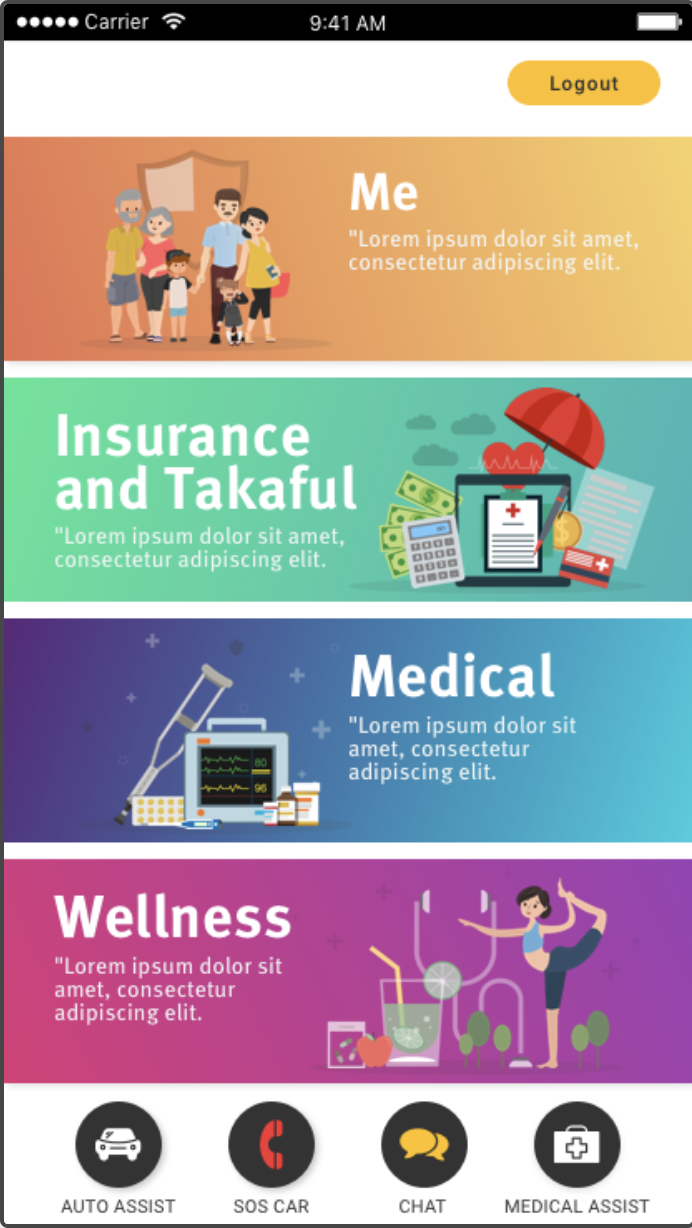 Carrier
9:41 AM
Logout
Me
"Lorem ipsum dolor sit amet,
consectetur adipiscing elit.
Insurance
and Takaful
"Lorem ipsum dolor sit amet,
consectetur adipiscing elit.
Medical
"Lorem ipsum dolor sit
amet, consectetur
adipiscing elit.
80
96
Wellness
"Lorem ipsum dolor sit
amet, consectetur
adipiscing elit.
AUTO ASSIST
SOS CAR
CHAT
MEDICAL ASSIST